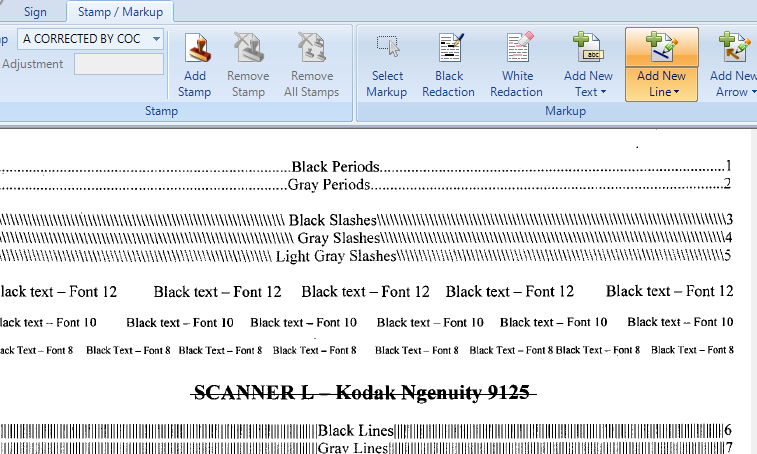 Sign Stamp / Markup
A CORRECTED BY COC
Adjustment
Add Stamp
Remove Stamp
Remove All Stamps
Select Markup
Black Redaction
White Redaction
Add New Text
abc
Add New Line
Add New Arrow
Stamp
Markup
Black Periods 1
Gray Periods 2
Black Slashes 3
Gray Slashes 4
Light Gray Slashes 5
lack text – Font 12 Black text – Font 12 Black text – Font 12 Black text – Font 12 Black text – Font 12
lack text – Font 10 Black text – Font 10 Black text – Font 10 Black text – Font 10 Black text – Font 10 Black text – Font 10
ack Text – Font 8 Black Text – Font 8 Black Text – Font 8 Black Text – Font 8 Black Text – Font 8 Black Text – Font 8 Black Text – Font 8 Black Text – Font 8
SCANNER L – Kodak Ngenuity 9125
Black Lines 6
Gray Lines 7